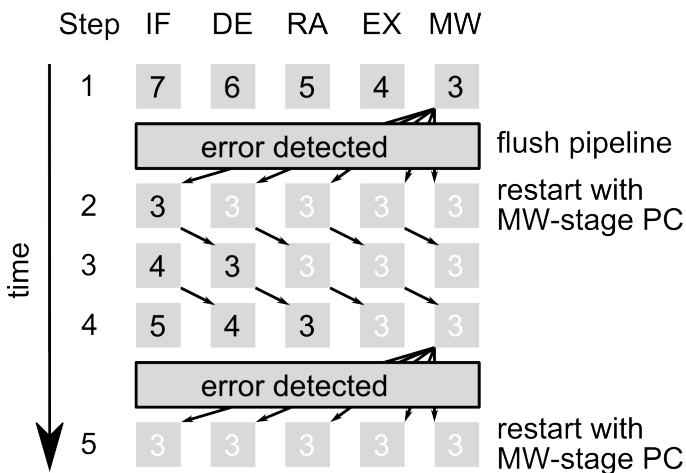 Step IF DE RA EX MW
1 7 6 5 4 3
error detected flush pipeline
2 3 3 3 3 3 restart with
MW-stage PC
3 4 3 3 3 3
time
4 5 4 3 3 3
error detected
5 3 3 3 3 3 restart with
MW-stage PC